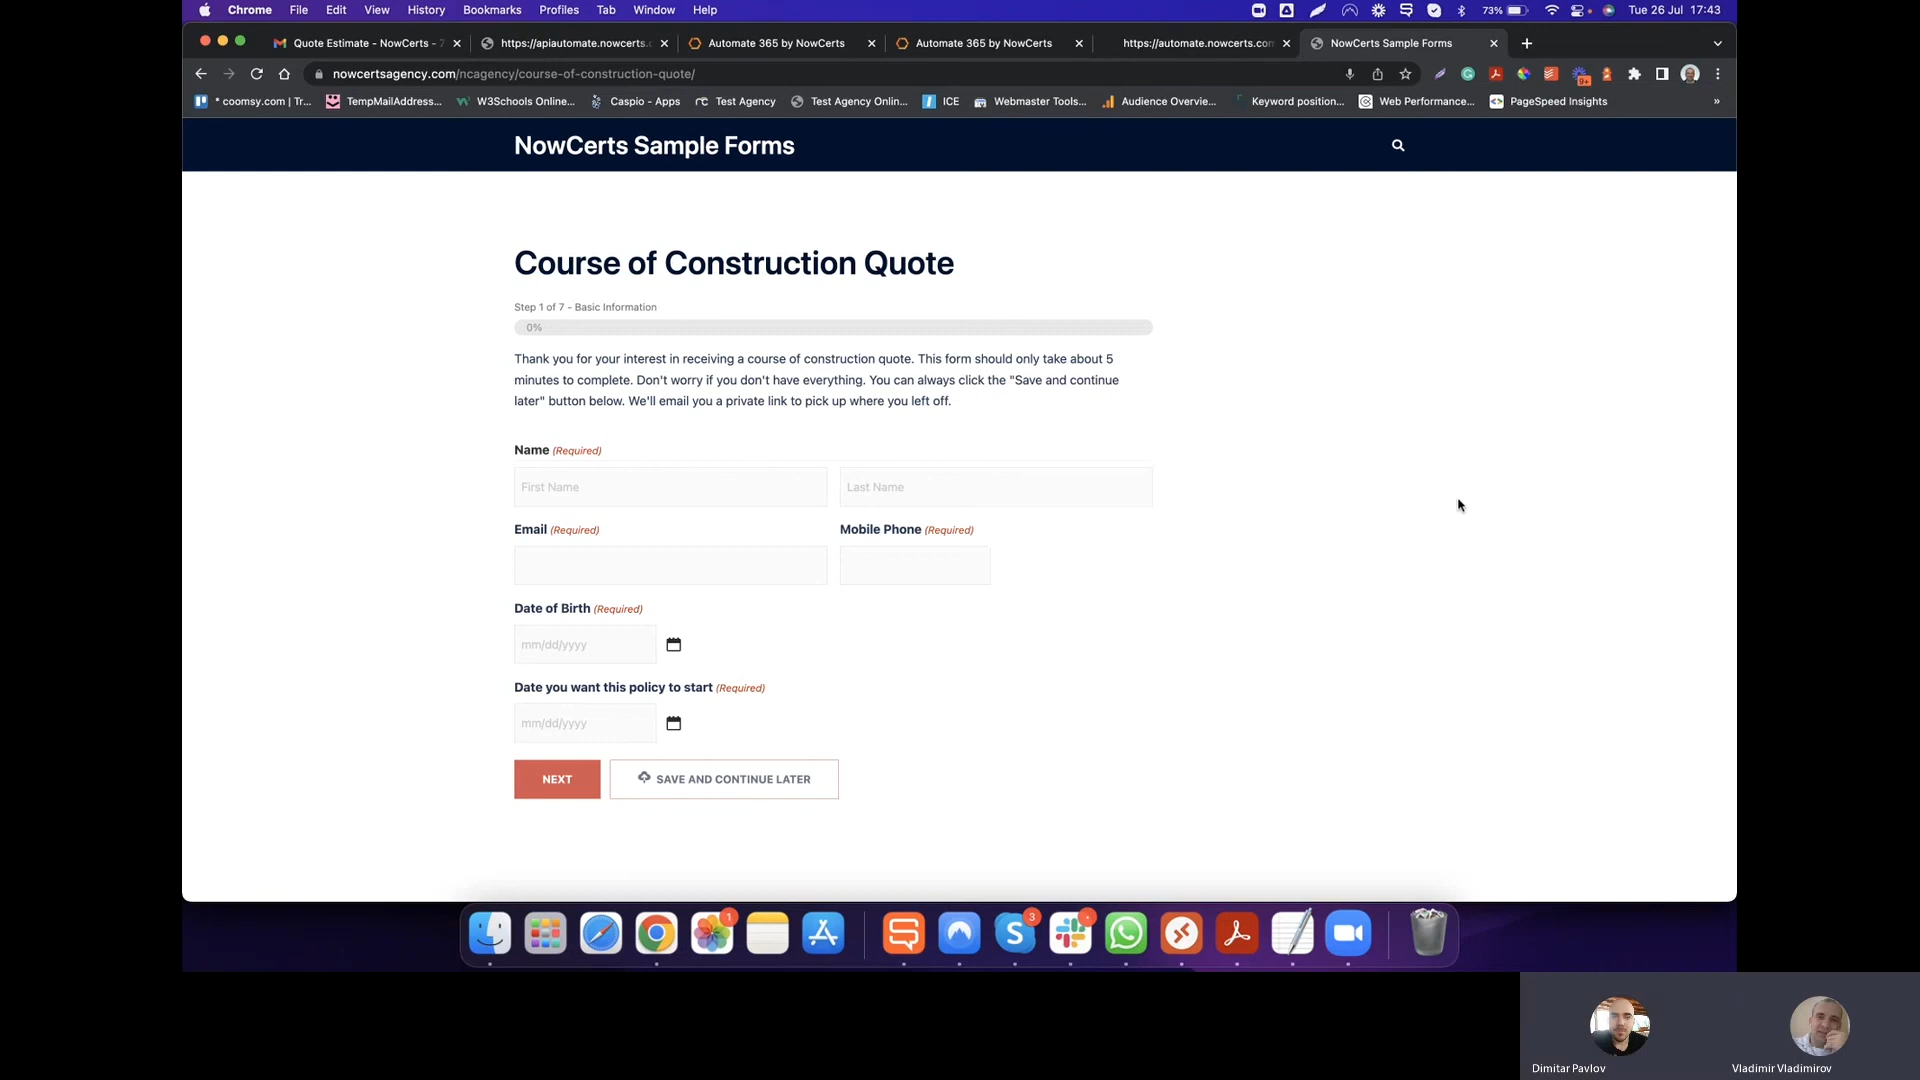 Chrome File Edit View History Bookmarks Profiles Tab Window Help 73% Tue 26 Jul 17:43
Quote Estimate - NowCerts - 7 https://apiautomate.nowcerts.c Automate 365 by NowCerts Automate 365 by NowCerts https://automate.nowcerts.com NowCerts Sample Forms
nowcertsagency.com/ncagency/course-of-construction-quote/ 9+
* coomsy.com | Tr... TempMailAddress... W3Schools Online... Caspio - Apps Test Agency Test Agency Onlin... ICE Webmaster Tools... Audience Overvie... Keyword position... Web Performance... PageSpeed Insights »
NowCerts Sample Forms
Course of Construction Quote
Step 1 of 7 - Basic Information
0%
Thank you for your interest in receiving a course of construction quote. This form should only take about 5
minutes to complete. Don't worry if you don't have everything. You can always click the "Save and continue
later" button below. We'll email you a private link to pick up where you left off.
Name (Required)
First Name Last Name
Email (Required) Mobile Phone (Required)
Date of Birth (Required)
mm/dd/yyyy
Date you want this policy to start (Required)
mm/dd/yyyy
NEXT SAVE AND CONTINUE LATER
1 3
Dimitar Pavlov Vladimir Vladimirov